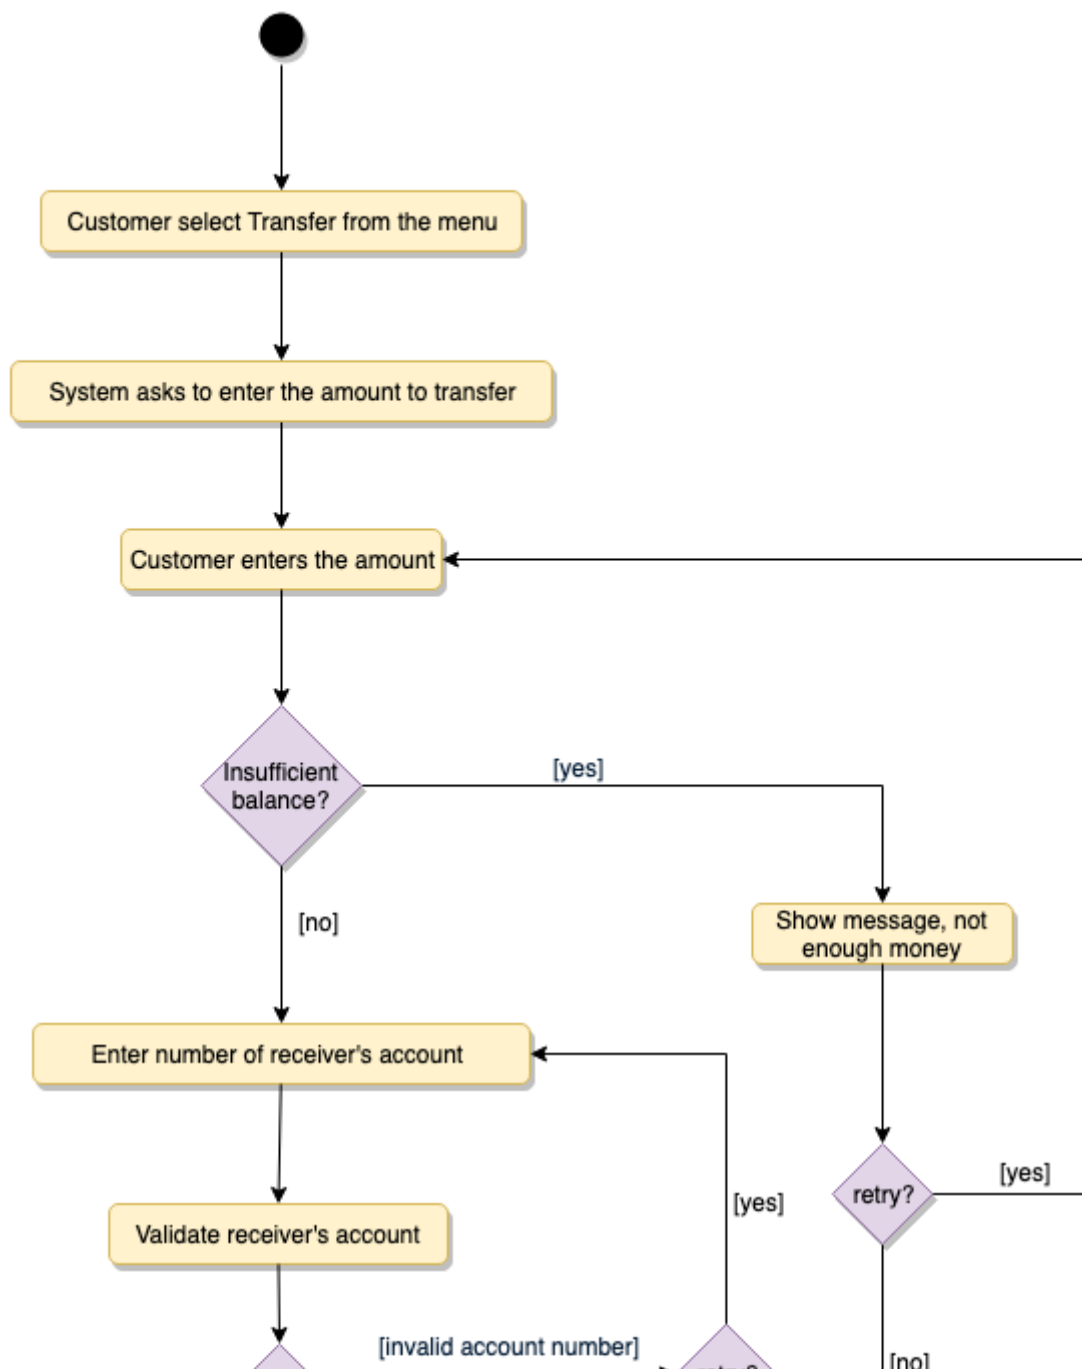 Customer select Transfer from the menu
System asks to enter the amount to transfer
Customer enters the amount
Insufficient
balance?
[yes]
[no]
Show message, not
enough money
Enter number of receiver's account
retry?
[yes]
[yes]
Validate receiver's account
[invalid account number]
retry?
[no]